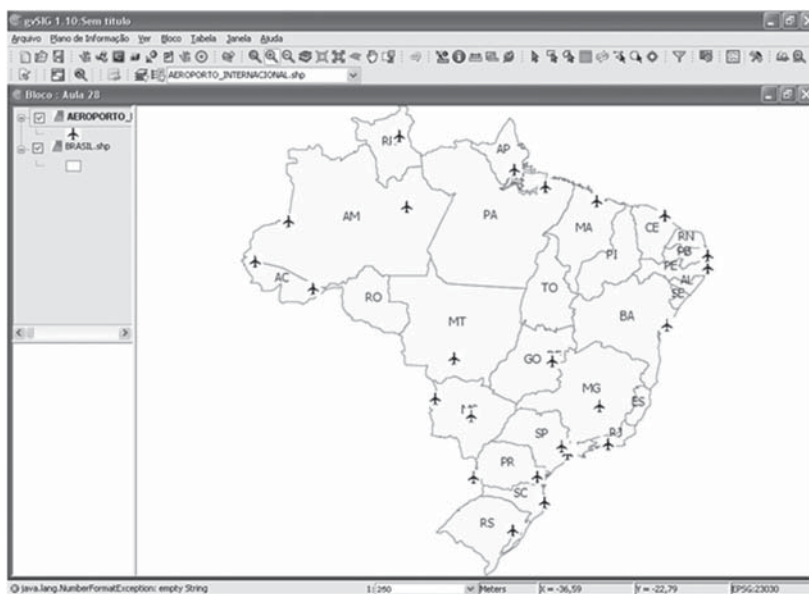 gvSIG 1.10:Sem título
Arquivo Plano de Informação Ver Bloco Tabela Janela Ajuda
AEROPORTO_INTERNACIONAL.shp
Bloco : Aula 28
AEROPORTO_I
BRASIL.shp
AP
AM
PA
MA
CE
RN
PB
PI
PE
AC
AL
RO
TO
SE
BA
MT
GO
MG
ES
SP
RJ
PR
SC
RS
java.lang.NumberFormatException: empty String
1: 250
Meters
X = -36,59
Y = -22,79
EPSG:23030